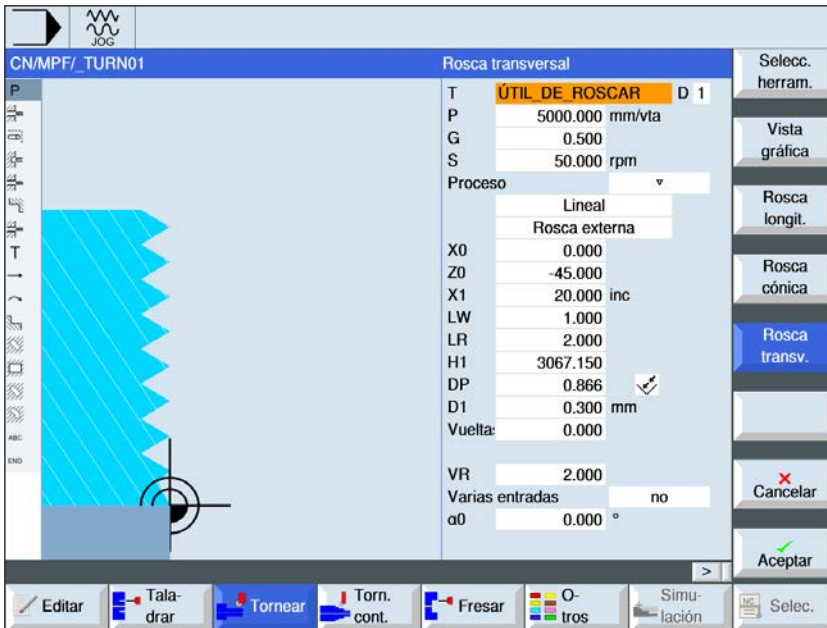 JOG
CN/MPF/_TURN01
Rosca transversal
Selecc. herram.
P
T ÚTIL_DE_ROSCAR D 1
P 5000.000 mm/vta
G 0.500
S 50.000 rpm
Vista gráfica
Proceso ▿
Lineal
Rosca externa
Rosca longit.
X0 0.000
Z0 -45.000
X1 20.000 inc
Rosca cónica
T
LW 1.000
LR 2.000
H1 3067.150
Rosca transv.
DP 0.866
D1 0.300 mm
Vuelta: 0.000
ABC
END
VR 2.000
Varias entradas no
α0 0.000 °
Cancelar
Aceptar
>
Editar
Tala-
drar
Tornear
Torn.
cont.
Fresar
O-
tros
Simu-
lación
NC
Selec.